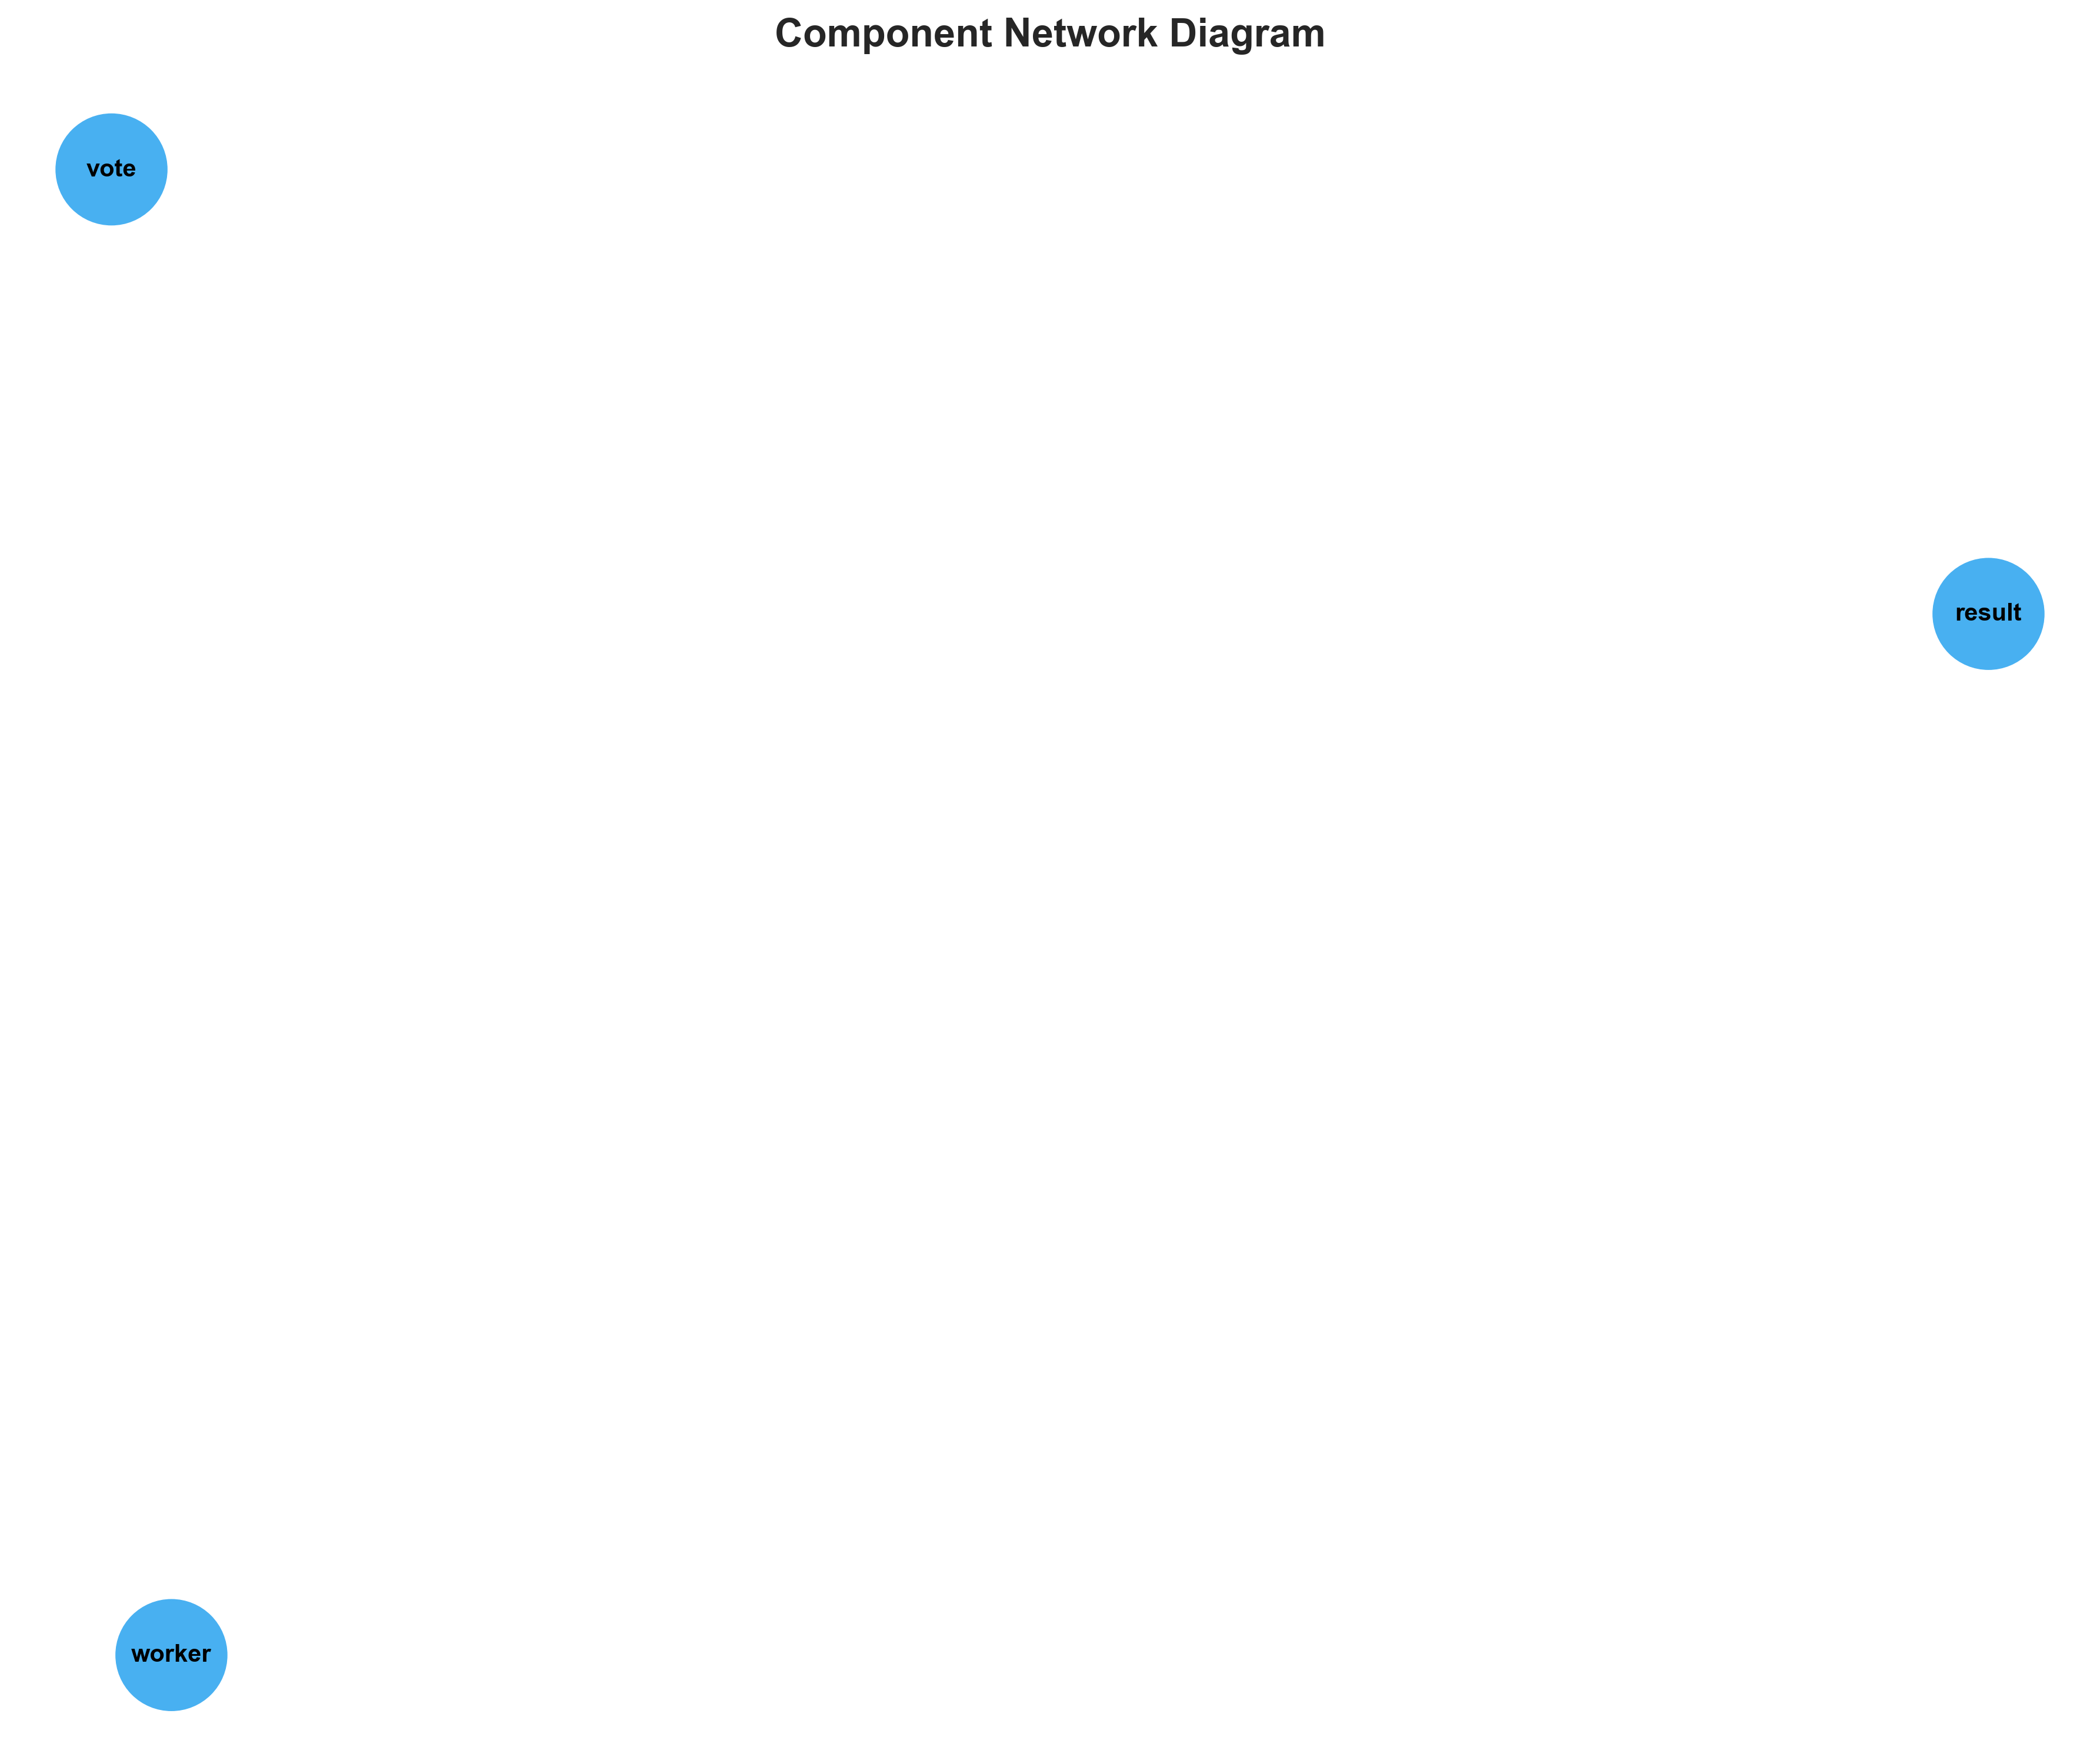 Component Network Diagram
vote
result
worker